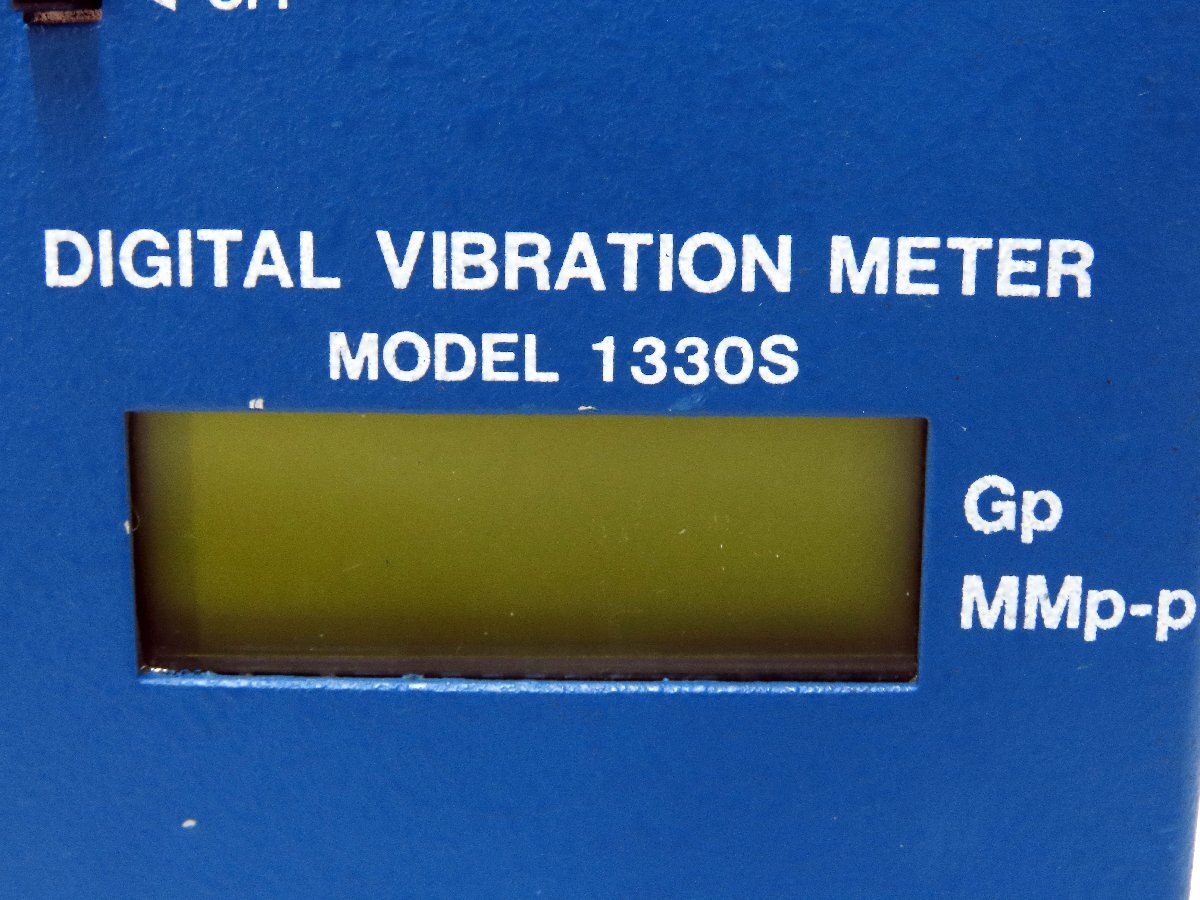 DIGITAL VIBRATION METER
MODEL 1330S
Gp
MMp-p